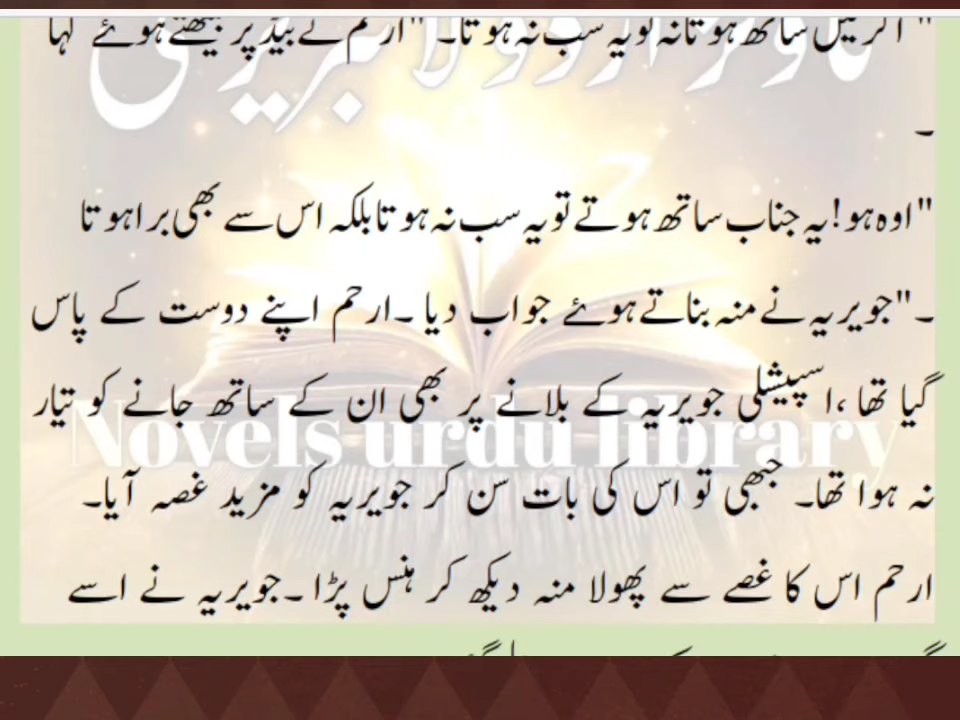 " اگر میں ساتھ ہوتا نہ تو یہ سب نہ ہوتا۔ "ارحم نے بیڈ پر بیٹھتے ہوئے کہا
۔
"اوہ ہو! یہ جناب ساتھ ہوتے تو یہ سب نہ ہوتا بلکہ اس سے بھی برا ہوتا
۔"جویریہ نے منہ بناتے ہوئے جواب دیا ۔ارحم اپنے دوست کے پاس
گیا تھا ،اسپیشلی جویریہ کے بلانے پر بھی ان کے ساتھ جانے کو تیار
Novels urdu library
نہ ہوا تھا۔ جبھی تو اس کی بات سن کر جویریہ کو مزید غصہ آیا۔
ارحم اس کا غصے سے پھولا منہ دیکھ کر ہنس پڑا ۔جویریہ نے اسے